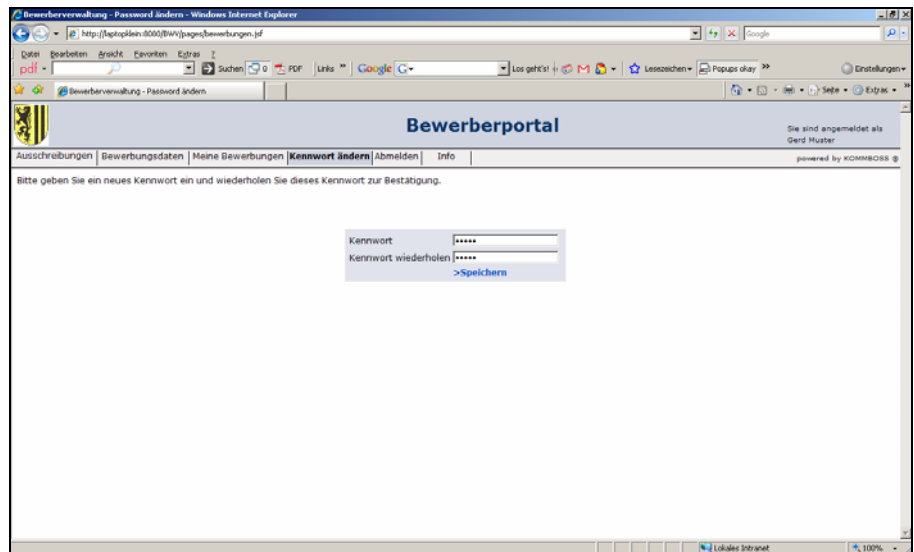 Bewerberverwaltung - Password ändern - Windows Internet Explorer
http://laptopklein:8080/BWV/pages/bewerbungen.jsf
Google
Datei Bearbeiten Ansicht Favoriten Extras ?
pdf Suchen 0 PDF Links » Google G Los geht's! Lesezeichen Popups okay » Einstellungen
Bewerberverwaltung - Password ändern Seite Extras »
Bewerberportal
Sie sind angemeldet als
Gerd Muster
Ausschreibungen Bewerbungsdaten Meine Bewerbungen Kennwort ändern Abmelden Info
powered by KOMMBOSS ®
Bitte geben Sie ein neues Kennwort ein und wiederholen Sie dieses Kennwort zur Bestätigung.
Kennwort •••••
Kennwort wiederholen •••••
>Speichern
Lokales Intranet 100%